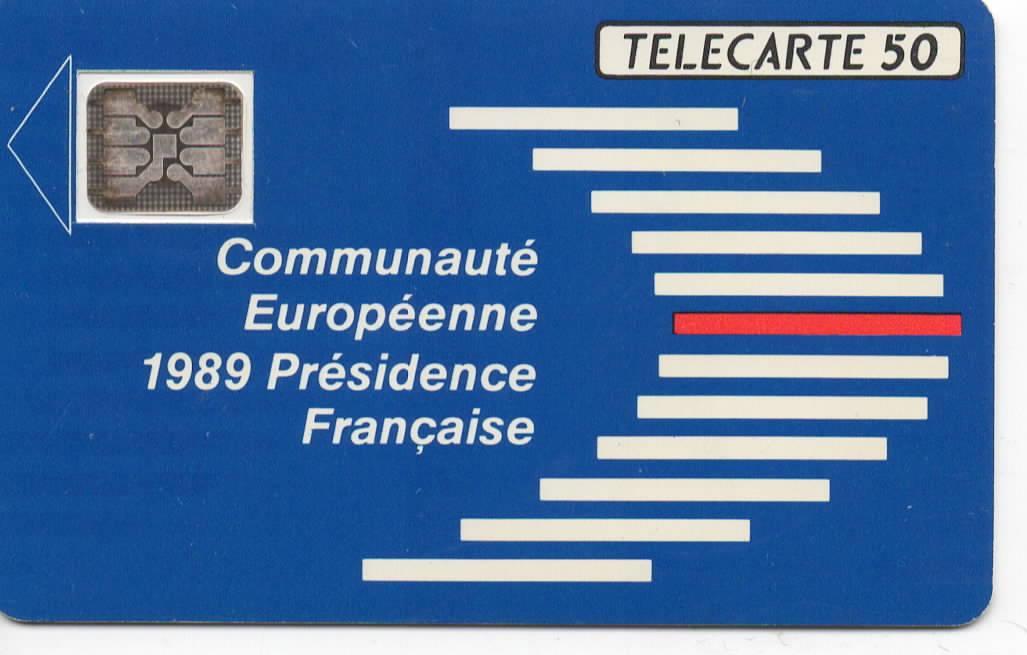 TELECARTE 50
Communauté
Européenne
1989 Présidence
Française